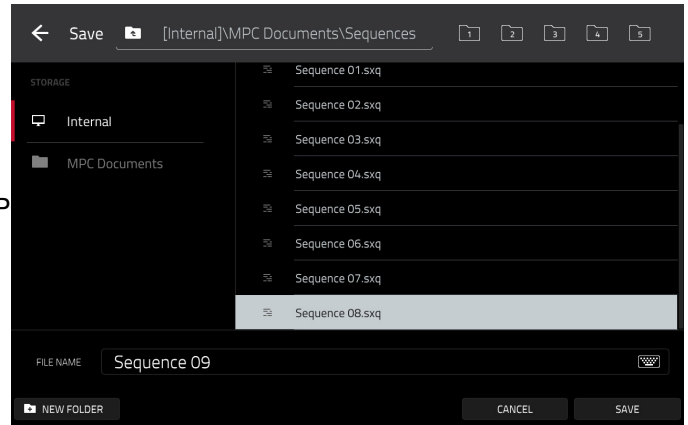 Save [Internal]\MPC Documents\Sequences 1 2 3 4 5
STORAGE
Internal
MPC Documents
Sequence 01.sxq
Sequence 02.sxq
Sequence 03.sxq
Sequence 04.sxq
Sequence 05.sxq
Sequence 06.sxq
Sequence 07.sxq
Sequence 08.sxq
FILE NAME Sequence 09
NEW FOLDER CANCEL SAVE